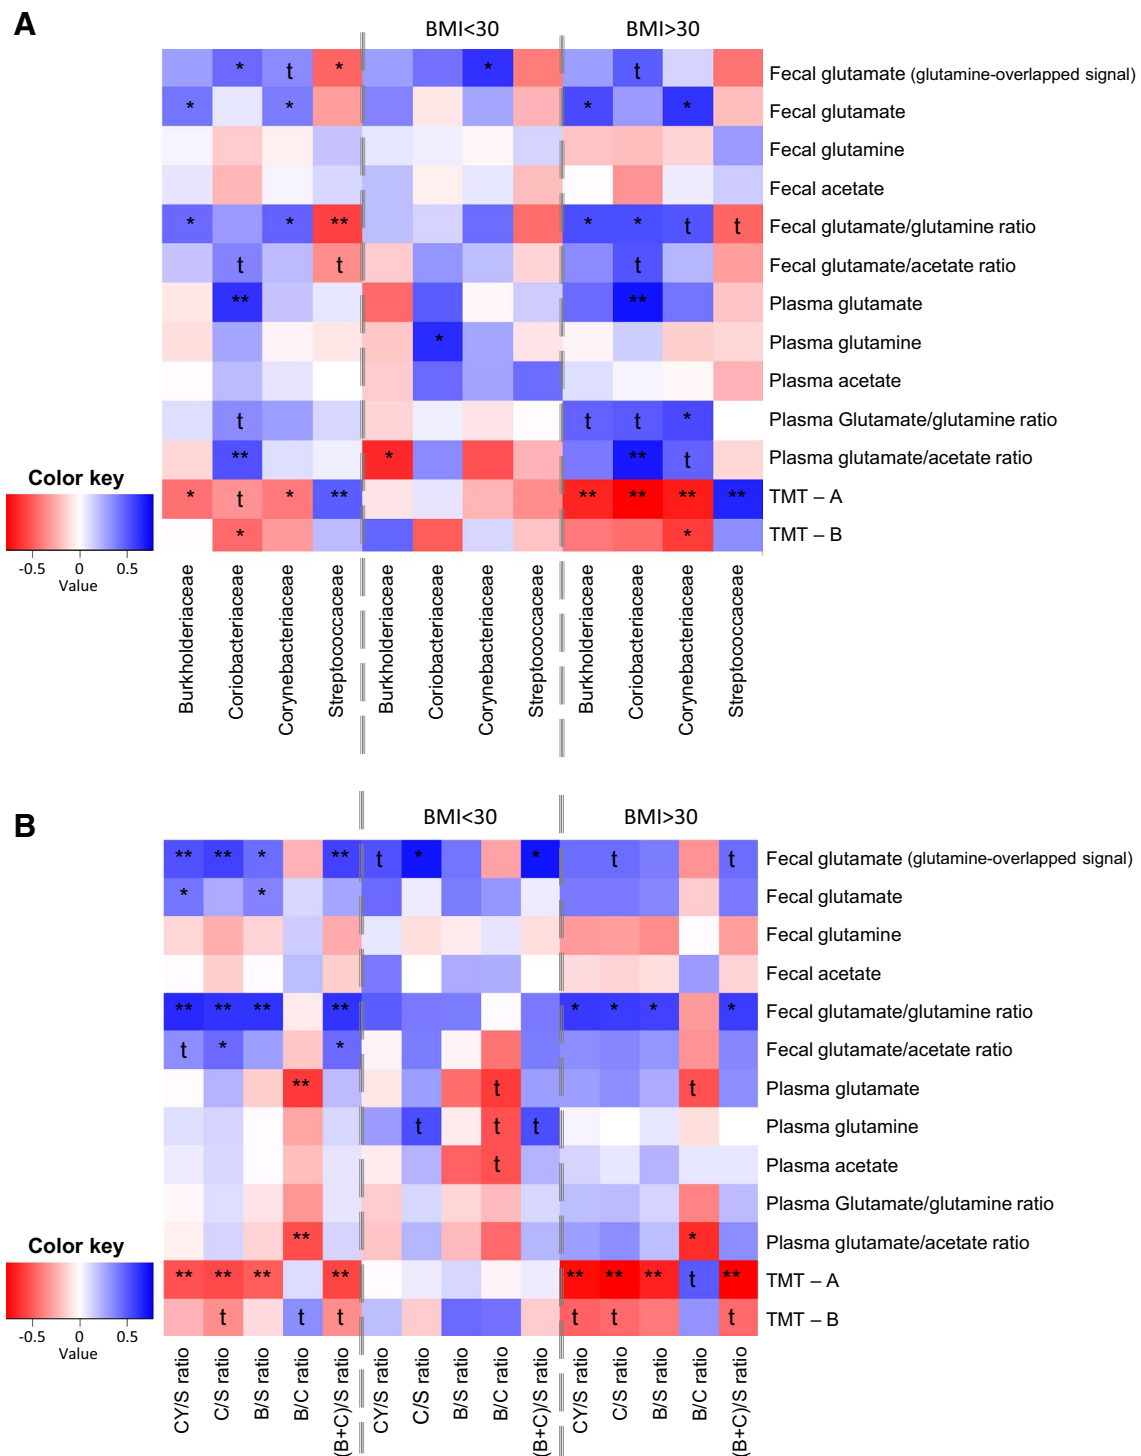 A
BMI<30 BMI>30
* t * * t Fecal glutamate (glutamine-overlapped signal)
* * * * Fecal glutamate
Fecal glutamine
Fecal acetate
* * ** * * t t Fecal glutamate/glutamine ratio
t t t Fecal glutamate/acetate ratio
** ** Plasma glutamate
* Plasma glutamine
Plasma acetate
t t t * Plasma Glutamate/glutamine ratio
** * ** t Plasma glutamate/acetate ratio
* t * ** ** ** ** ** TMT – A
* * TMT – B
Color key
-0.5 0 0.5
Value
Burkholderiaceae Coriobacteriaceae Corynebacteriaceae Streptococcaceae Burkholderiaceae Coriobacteriaceae Corynebacteriaceae Streptococcaceae Burkholderiaceae Coriobacteriaceae Corynebacteriaceae Streptococcaceae
B
BMI<30 BMI>30
** ** * ** t * * t t Fecal glutamate (glutamine-overlapped signal)
* * Fecal glutamate
Fecal glutamine
Fecal acetate
** ** ** ** * * * * Fecal glutamate/glutamine ratio
t * * Fecal glutamate/acetate ratio
** t t Plasma glutamate
t t t Plasma glutamine
t Plasma acetate
Plasma Glutamate/glutamine ratio
** * Plasma glutamate/acetate ratio
** ** ** ** ** ** ** t ** TMT – A
t t t t t t TMT – B
Color key
-0.5 0 0.5
Value
CY/S ratio C/S ratio B/S ratio B/C ratio (B+C)/S ratio CY/S ratio C/S ratio B/S ratio B/C ratio (B+C)/S ratio CY/S ratio C/S ratio B/S ratio B/C ratio (B+C)/S ratio